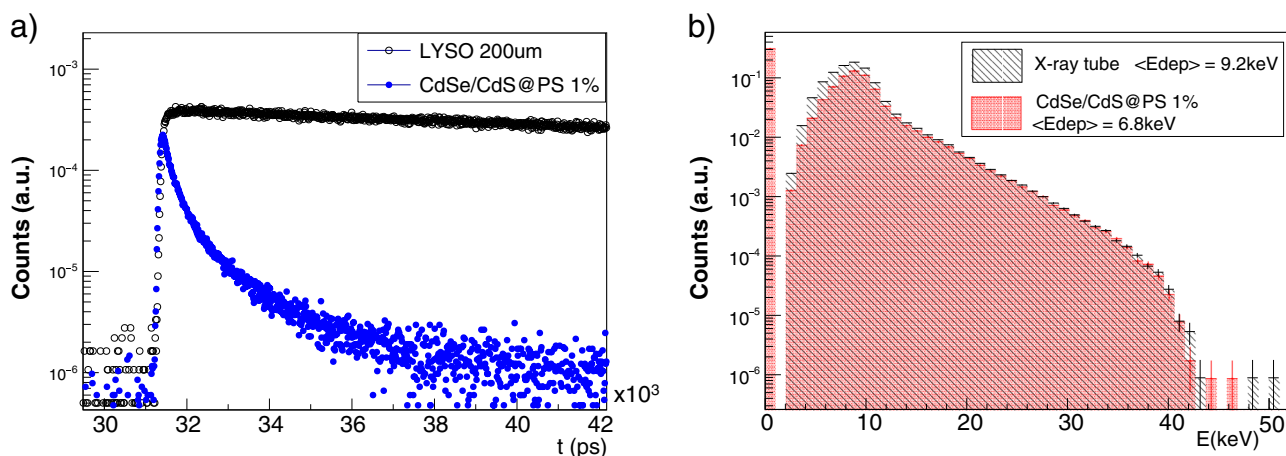 a)
Counts (a.u.)
10⁻³
10⁻⁴
10⁻⁵
10⁻⁶
LYSO 200um
CdSe/CdS@PS 1%
30 32 34 36 38 40 42
x10³
t (ps)
b)
Counts (a.u.)
10⁻¹
10⁻²
10⁻³
10⁻⁴
10⁻⁵
10⁻⁶
X-ray tube <Edep> = 9.2keV
CdSe/CdS@PS 1%
<Edep> = 6.8keV
0 10 20 30 40 50
E(keV)